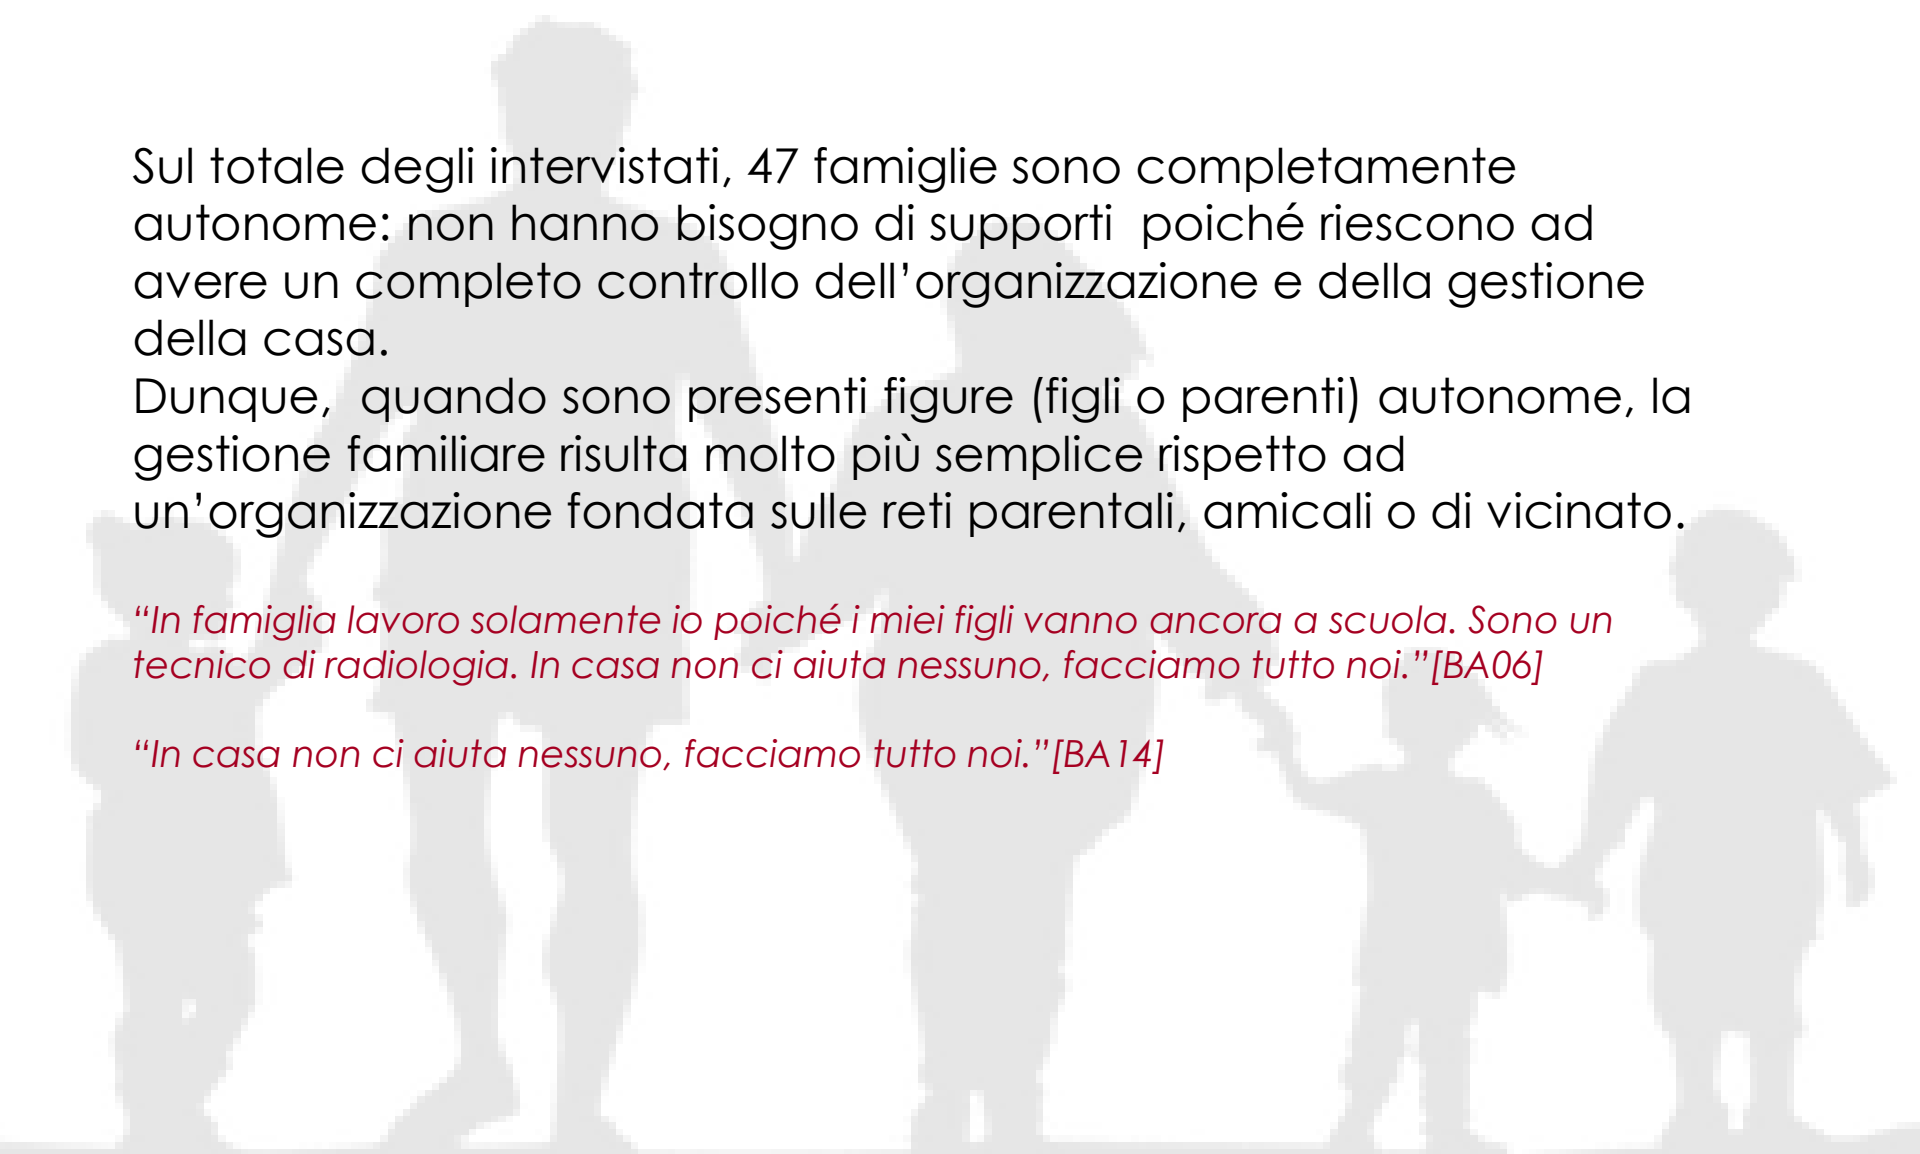 Sul totale degli intervistati, 47 famiglie sono completamente
autonome: non hanno bisogno di supporti  poiché riescono ad
avere un completo controllo dell’organizzazione e della gestione
della casa.
Dunque,  quando sono presenti figure (figli o parenti) autonome, la
gestione familiare risulta molto più semplice rispetto ad
un’organizzazione fondata sulle reti parentali, amicali o di vicinato.
“In famiglia lavoro solamente io poiché i miei figli vanno ancora a scuola. Sono un
tecnico di radiologia. In casa non ci aiuta nessuno, facciamo tutto noi.”[BA06]
“In casa non ci aiuta nessuno, facciamo tutto noi.”[BA14]